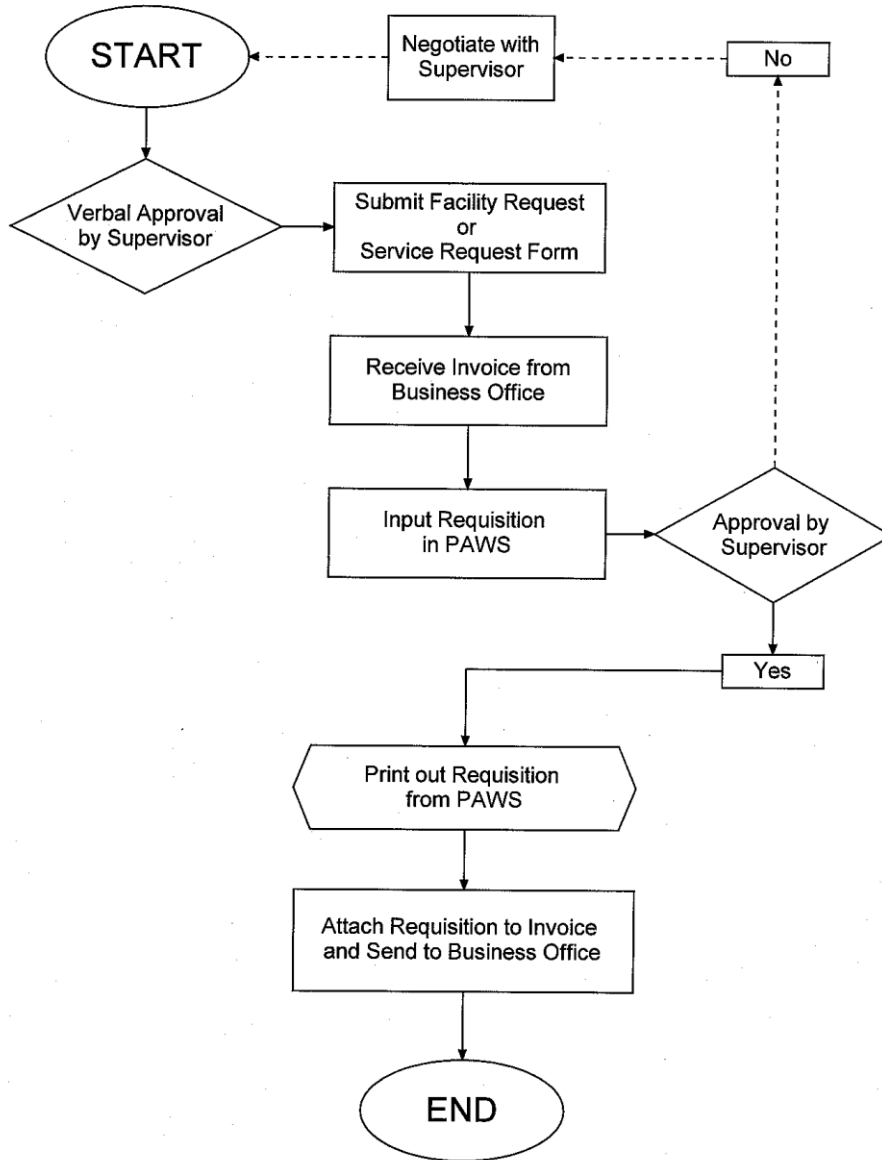 START
Negotiate with
Supervisor
No
Verbal Approval
by Supervisor
Submit Facility Request
or
Service Request Form
Receive Invoice from
Business Office
Input Requisition
in PAWS
Approval by
Supervisor
Yes
Print out Requisition
from PAWS
Attach Requisition to Invoice
and Send to Business Office
END